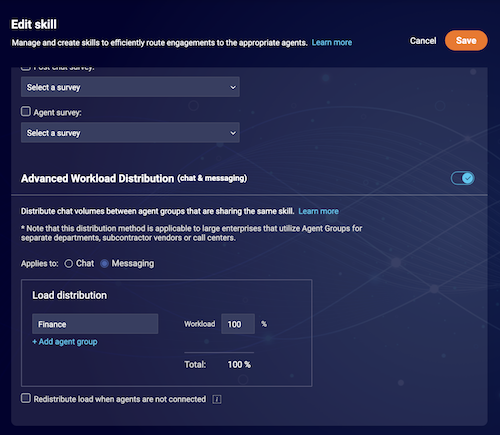 Edit skill
Manage and create skills to efficiently route engagements to the appropriate agents. Learn more
Cancel
Save
Post chat survey:
Select a survey
Agent survey:
Select a survey
Advanced Workload Distribution (chat & messaging)
Distribute chat volumes between agent groups that are sharing the same skill. Learn more
* Note that this distribution method is applicable to large enterprises that utilize Agent Groups for
separate departments, subcontractor vendors or call centers.
Applies to: Chat Messaging
Load distribution
Finance Workload 100 %
+ Add agent group
Total: 100 %
Redistribute load when agents are not connected i